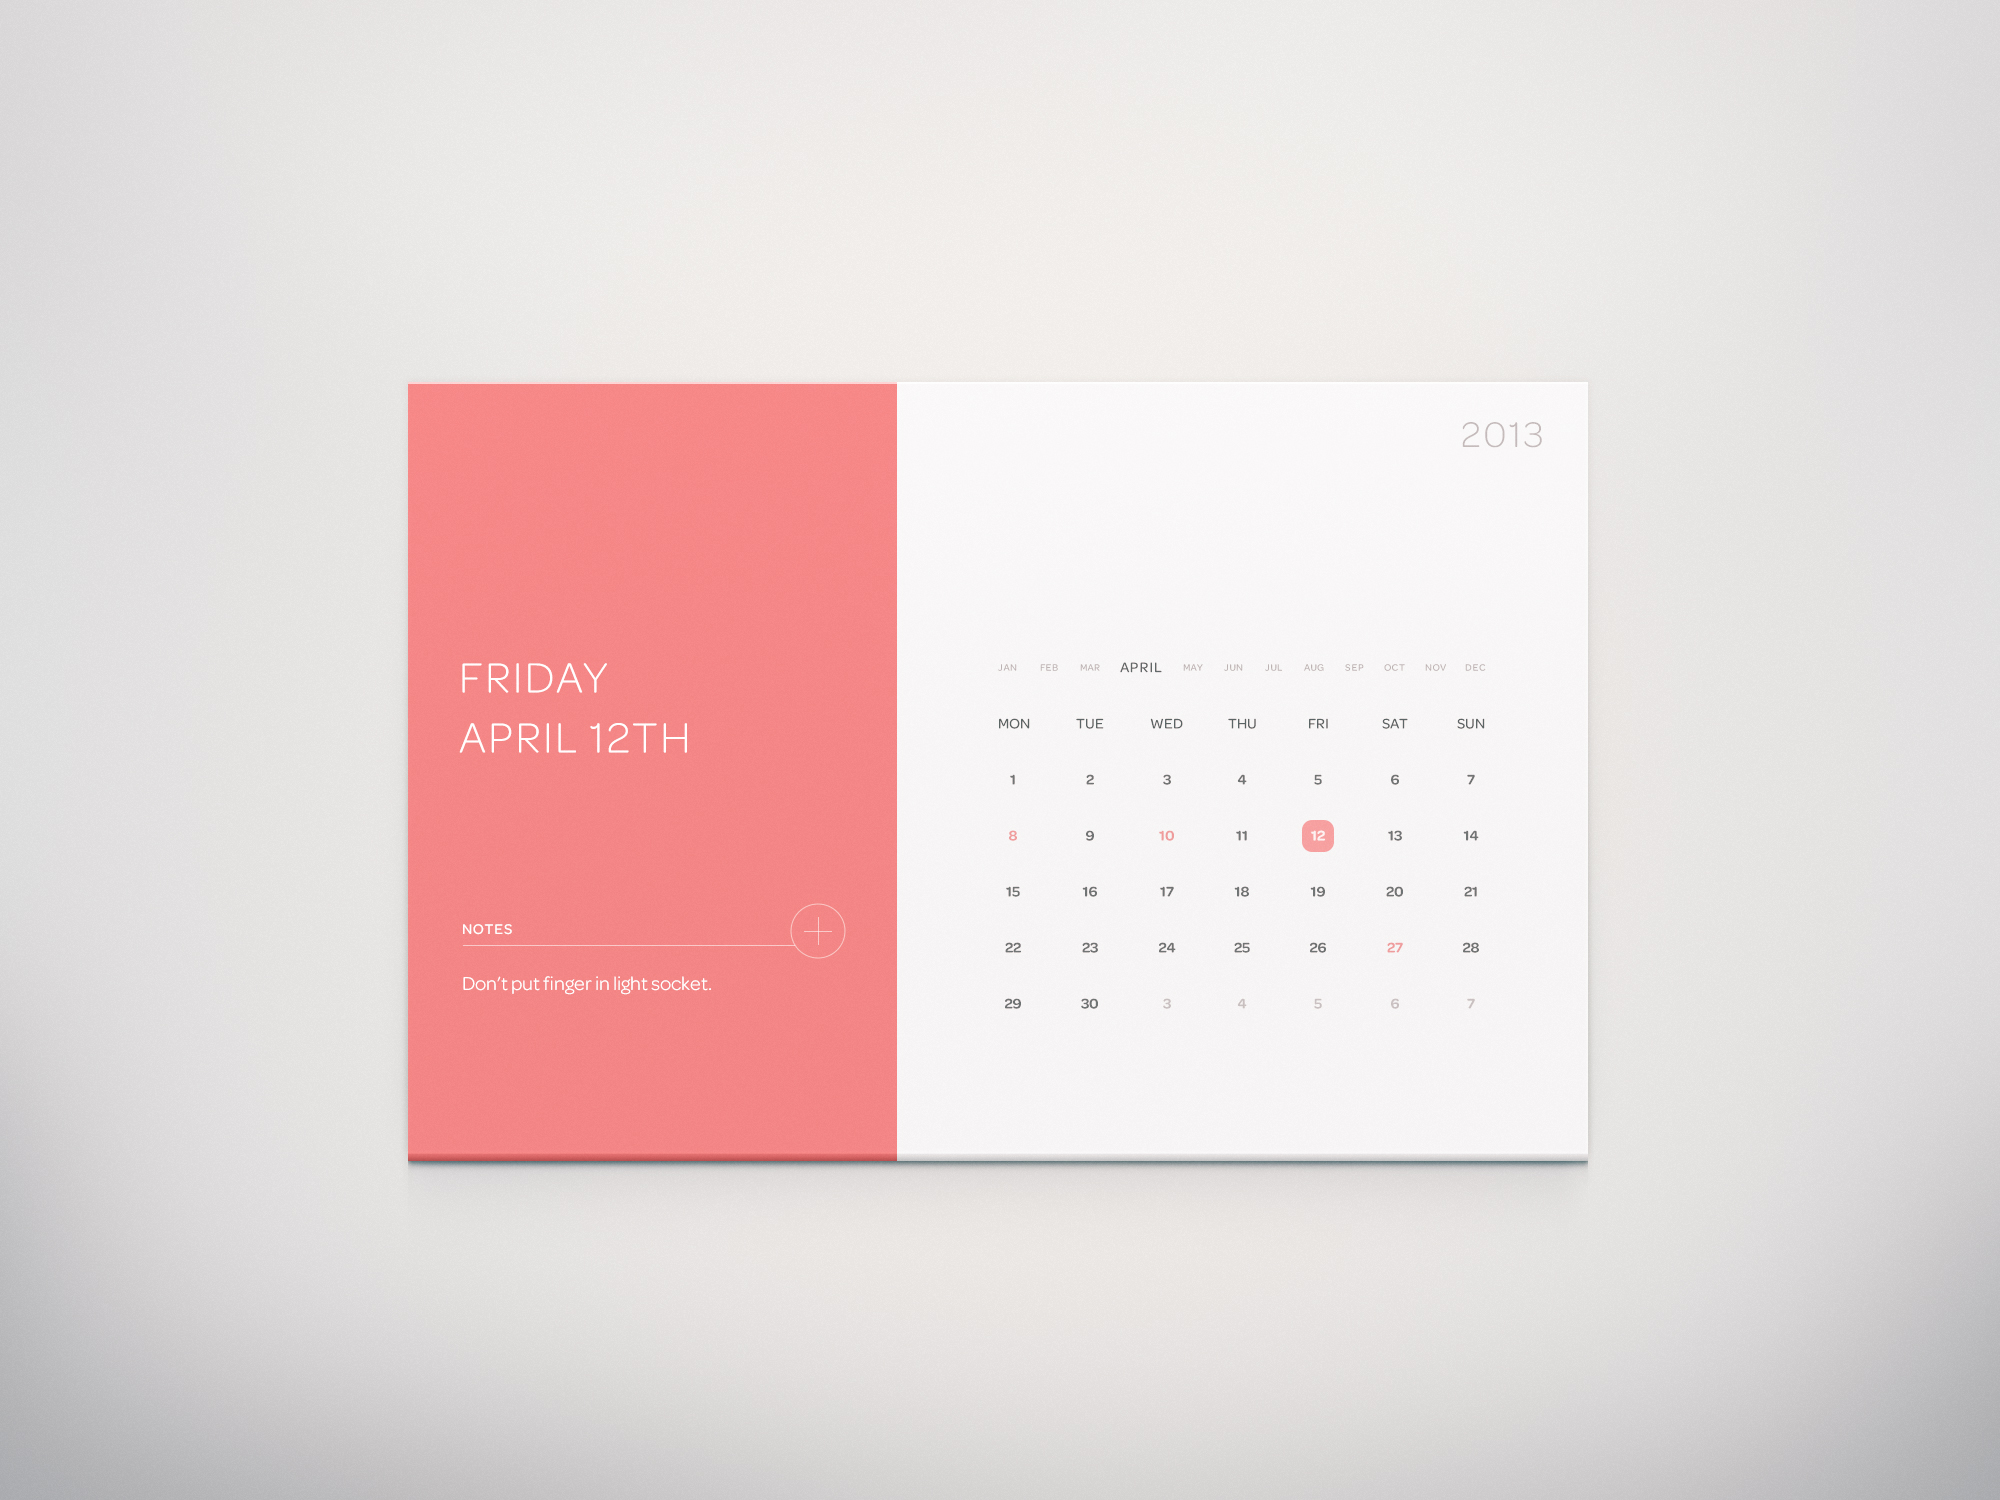 FRIDAY
APRIL 12TH
NOTES
Don't put finger in light socket.
2013
JAN FEB MAR APRIL MAY JUN JUL AUG SEP OCT NOV DEC
MON TUE WED THU FRI SAT SUN
1 2 3 4 5 6 7
8 9 10 11 12 13 14
15 16 17 18 19 20 21
22 23 24 25 26 27 28
29 30 3 4 5 6 7